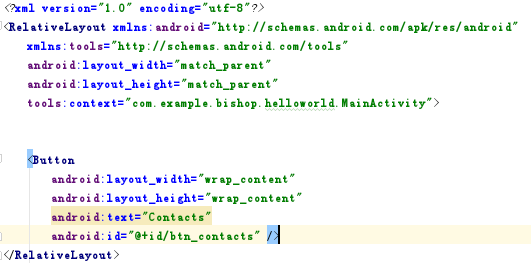 <?xml version="1.0" encoding="utf-8"?>
<RelativeLayout xmlns:android="http://schemas.android.com/apk/res/android"
    xmlns:tools="http://schemas.android.com/tools"
    android:layout_width="match_parent"
    android:layout_height="match_parent"
    tools:context="com.example.bishop.helloworld.MainActivity">
    <Button
        android:layout_width="wrap_content"
        android:layout_height="wrap_content"
        android:text="Contacts"
        android:id="@+id/btn_contacts" />
</RelativeLayout>